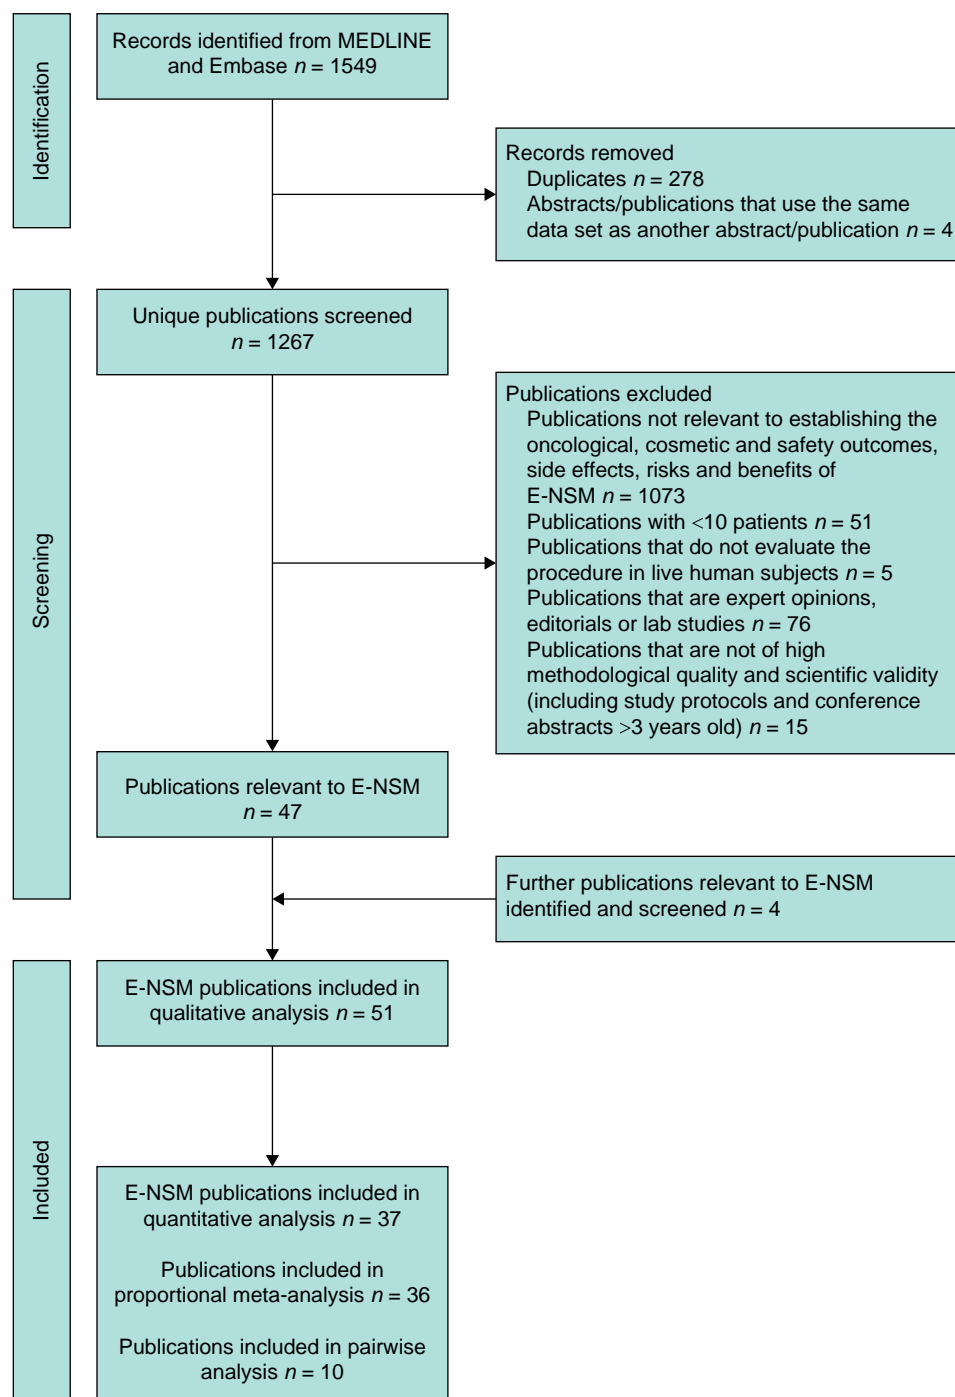 Identification
Records identified from MEDLINE
and Embase n = 1549
Records removed
Duplicates n = 278
Abstracts/publications that use the same
data set as another abstract/publication n = 4
Screening
Unique publications screened
n = 1267
Publications excluded
Publications not relevant to establishing the
oncological, cosmetic and safety outcomes,
side effects, risks and benefits of
E-NSM n = 1073
Publications with <10 patients n = 51
Publications that do not evaluate the
procedure in live human subjects n = 5
Publications that are expert opinions,
editorials or lab studies n = 76
Publications that are not of high
methodological quality and scientific validity
(including study protocols and conference
abstracts >3 years old) n = 15
Publications relevant to E-NSM
n = 47
Further publications relevant to E-NSM
identified and screened n = 4
Included
E-NSM publications included in
qualitative analysis n = 51
E-NSM publications included in
quantitative analysis n = 37
Publications included in
proportional meta-analysis n = 36
Publications included in pairwise
analysis n = 10